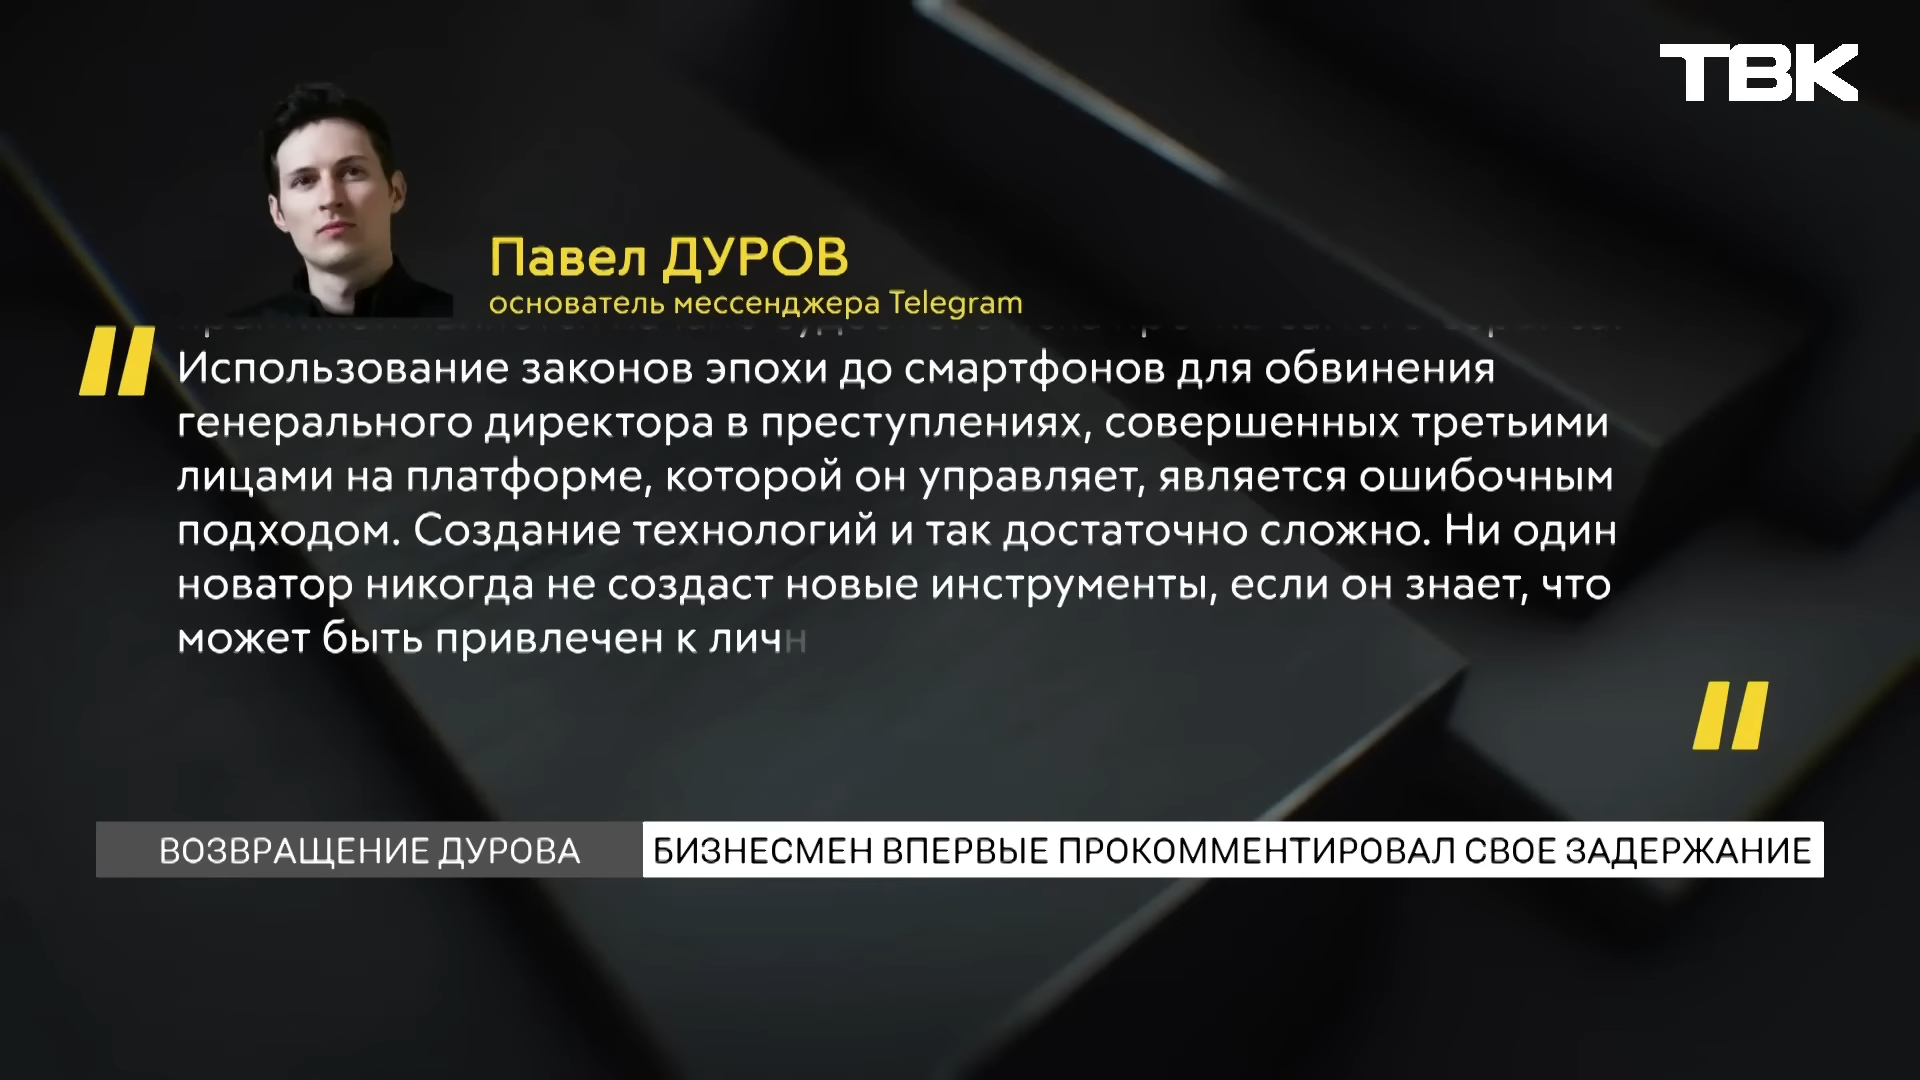 ТВК
Павел ДУРОВ
основатель мессенджера Telegram
Использование законов эпохи до смартфонов для обвинения
генерального директора в преступлениях, совершенных третьими
лицами на платформе, которой он управляет, является ошибочным
подходом. Создание технологий и так достаточно сложно. Ни один
новатор никогда не создаст новые инструменты, если он знает, что
может быть привлечен к личн
ВОЗВРАЩЕНИЕ ДУРОВА
БИЗНЕСМЕН ВПЕРВЫЕ ПРОКОММЕНТИРОВАЛ СВОЕ ЗАДЕРЖАНИЕ